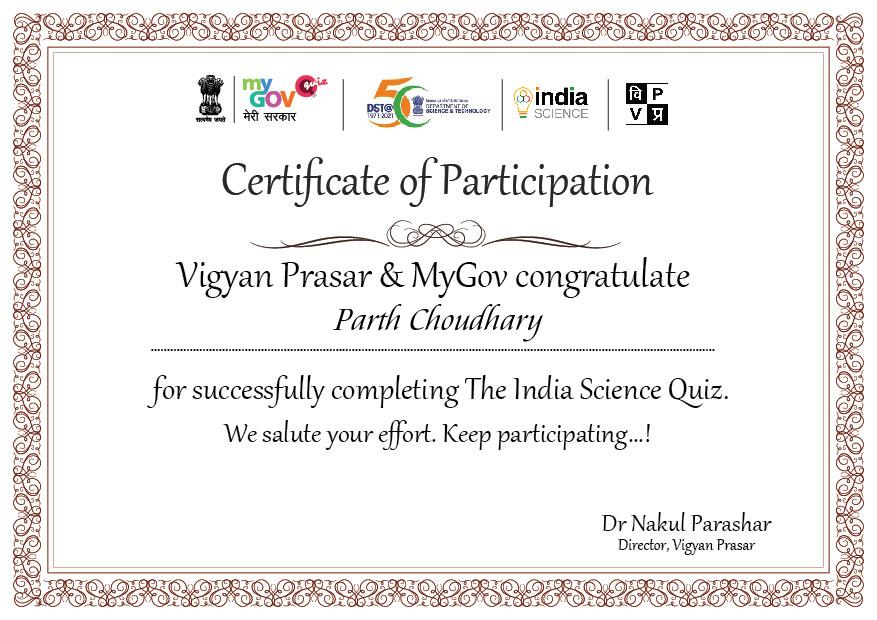 सत्यमेव जयते
my
GOV
Quiz
मेरी सरकार
50
DST@
1971-2021
DEPARTMENT OF
SCIENCE & TECHNOLOGY
india
SCIENCE
वि P
V प्र
Certificate of Participation
Vigyan Prasar & MyGov congratulate
Parth Choudhary
for successfully completing The India Science Quiz.
We salute your effort. Keep participating...!
Dr Nakul Parashar
Director, Vigyan Prasar